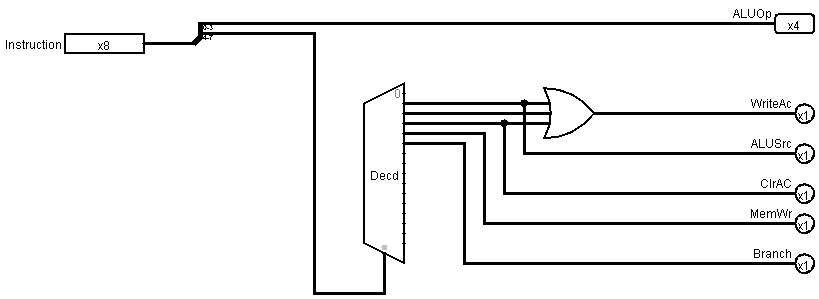 ALUOp
0-3
x4
Instruction
x8
4-7
0
WriteAc
x1
ALUSrc
x1
Decd
ClrAC
x1
MemWr
x1
Branch
x1